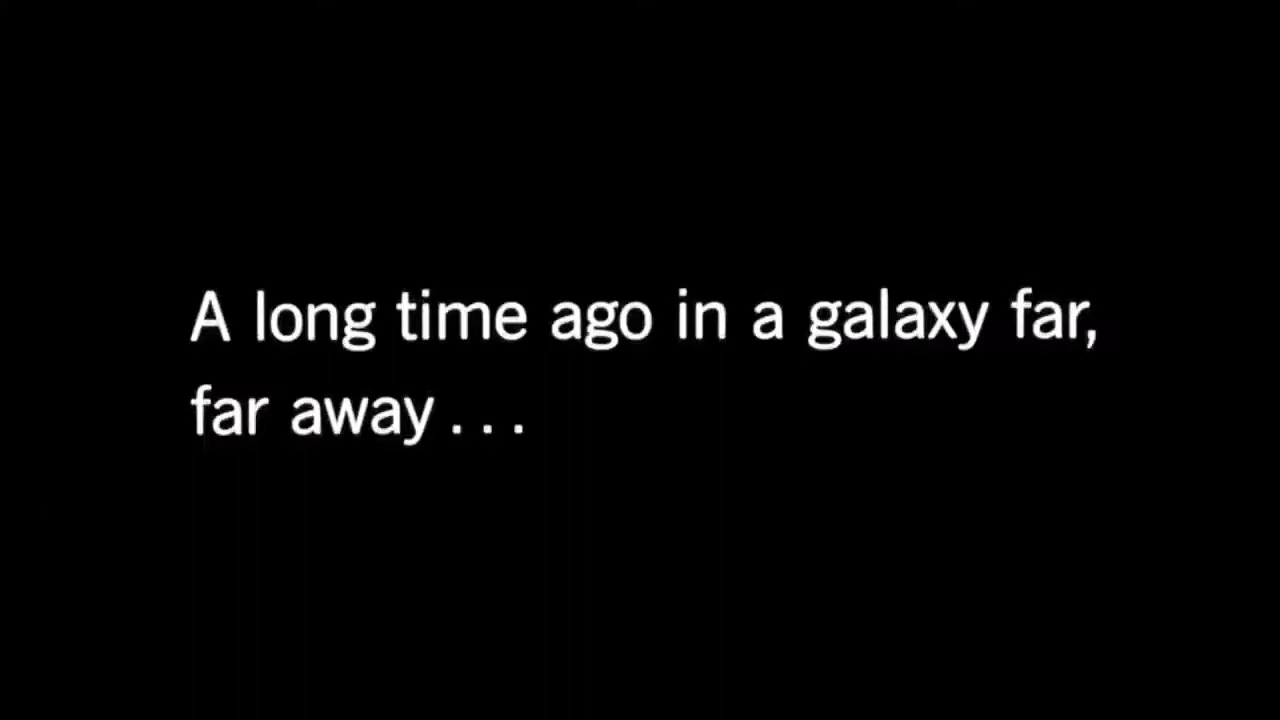 A long time ago in a galaxy far,
far away . . .